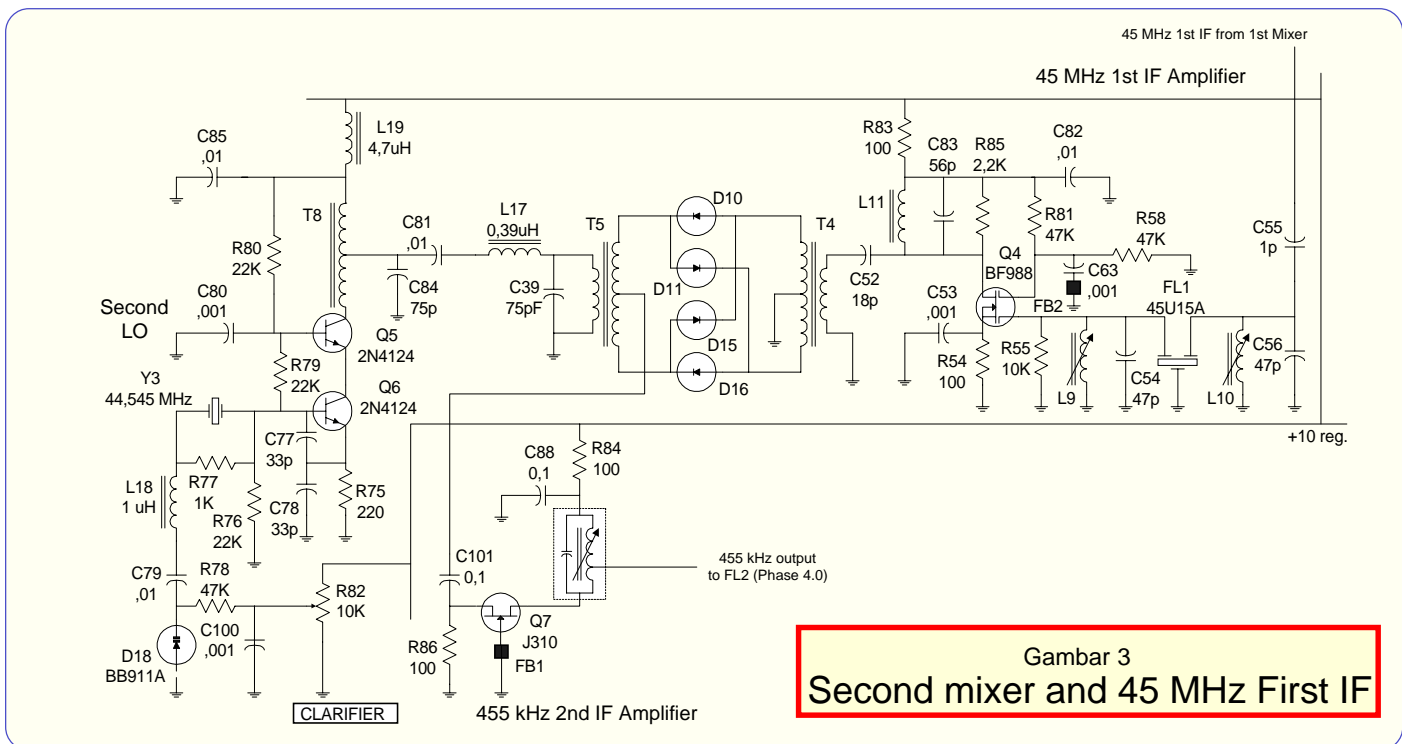 45 MHz 1st IF from 1st Mixer
45 MHz 1st IF Amplifier
C85
,01
L19
4,7uH
R83
100
C83
56p
R85
2,2K
C82
,01
T8
R80
22K
C81
,01
L17
0,39uH
T5
D10
T4
L11
R81
47K
R58
47K
C55
1p
C80
,001
Second
LO
C84
75p
C39
75pF
D11
C52
18p
Q4
BF988
C63
,001
FB2
FL1
45U15A
Q5
2N4124
D15
C53
,001
R79
22K
Q6
2N4124
D16
R54
100
R55
10K
L9
C54
47p
L10
C56
47p
Y3
44,545 MHz
+10 reg.
C77
33p
R77
1K
L18
1 uH
R76
22K
C78
33p
R75
220
C88
0,1
R84
100
C79
,01
R78
47K
R82
10K
C101
0,1
455 kHz output
to FL2 (Phase 4.0)
C100
,001
D18
BB911A
R86
100
Q7
J310
FB1
CLARIFIER
455 kHz 2nd IF Amplifier
Gambar 3
Second mixer and 45 MHz First IF